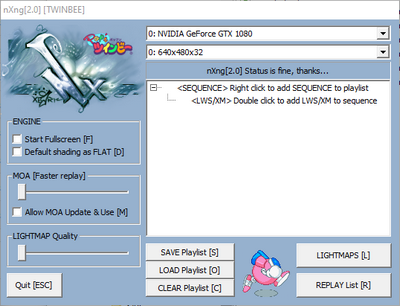 nXng[2.0] [TWINBEE]
ツインビー
0: NVIDIA GeForce GTX 1080
0: 640x480x32
nXng[2.0] Status is fine, thanks...
<SEQUENCE> Right click to add SEQUENCE to playlist
<LWS/XM> Double click to add LWS/XM to sequence
ENGINE
Start Fullscreen [F]
Default shading as FLAT [D]
MOA [Faster replay]
Allow MOA Update & Use [M]
LIGHTMAP Quality
Quit [ESC]
SAVE Playlist [S]
LOAD Playlist [O]
CLEAR Playlist [C]
LIGHTMAPS [L]
REPLAY List [R]